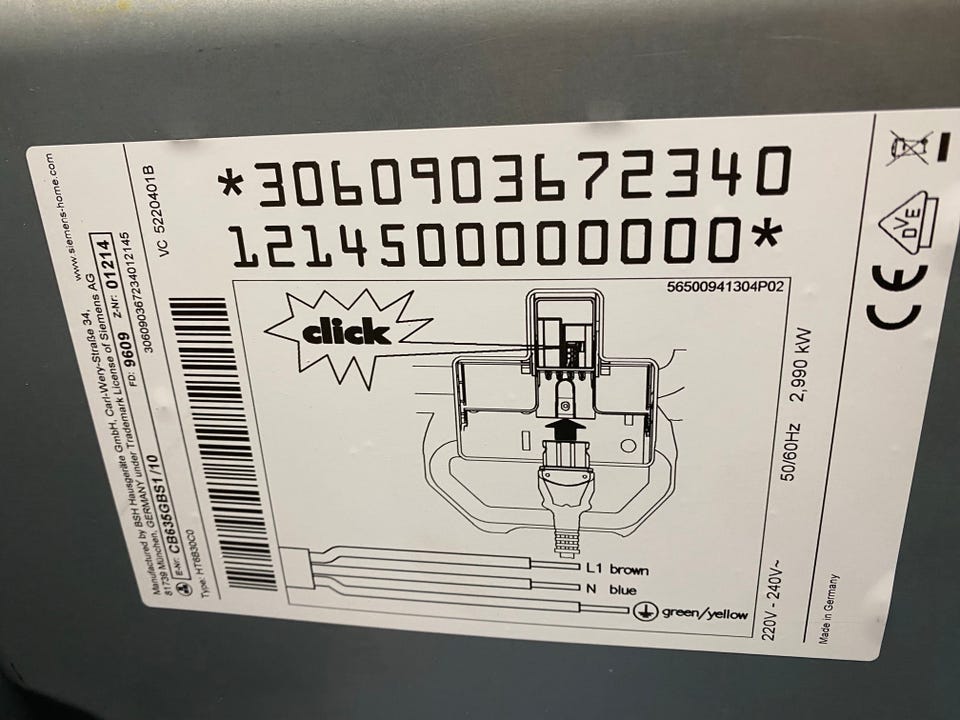 www.siemens-home.com
Manufactured by BSH Hausgeräte GmbH, Carl-Wery-Straße 34,
81739 München, GERMANY under Trademark License of Siemens AG
E-Nr: CB635GBS1/10 FD: 9609 Z-Nr: 01214
Type: HT6B30C0 306090367234012145
VC 5220401B
*3060903672340
1214500000000*
56500941304P02
click
L1 brown
N blue
green/yellow
220V - 240V~ 50/60Hz 2,990 kW
Made in Germany
CE
DVE